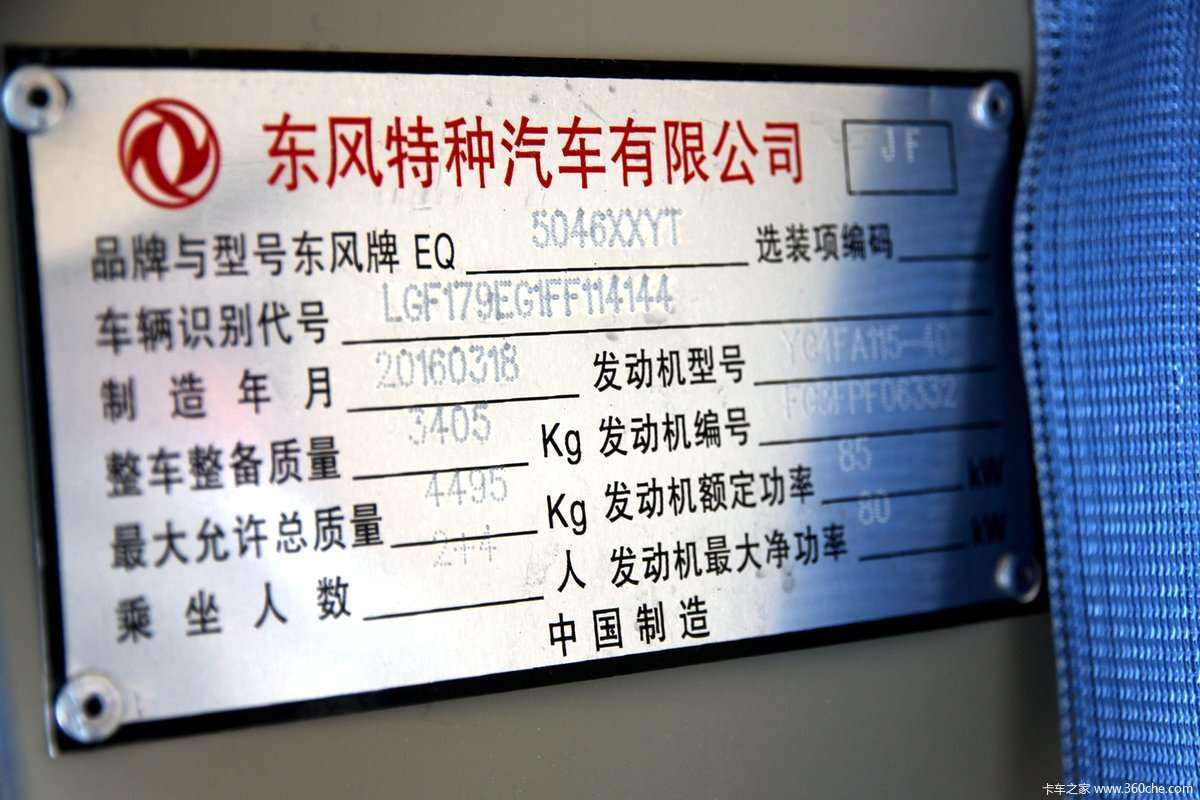 东风特种汽车有限公司
品牌与型号东风牌 EQ 5046XXYT 选装项编码
车辆识别代号 LGF179EG1FF114144
制造年月 20160318 发动机型号 YC4FA115-40
整车整备质量 3405 Kg 发动机编号 FC3FPF06332
最大允许总质量 4495 Kg 发动机额定功率 85 kW
乘坐人数 2+4 人 发动机最大净功率 80 kW
中国制造
卡车之家 www.360che.com